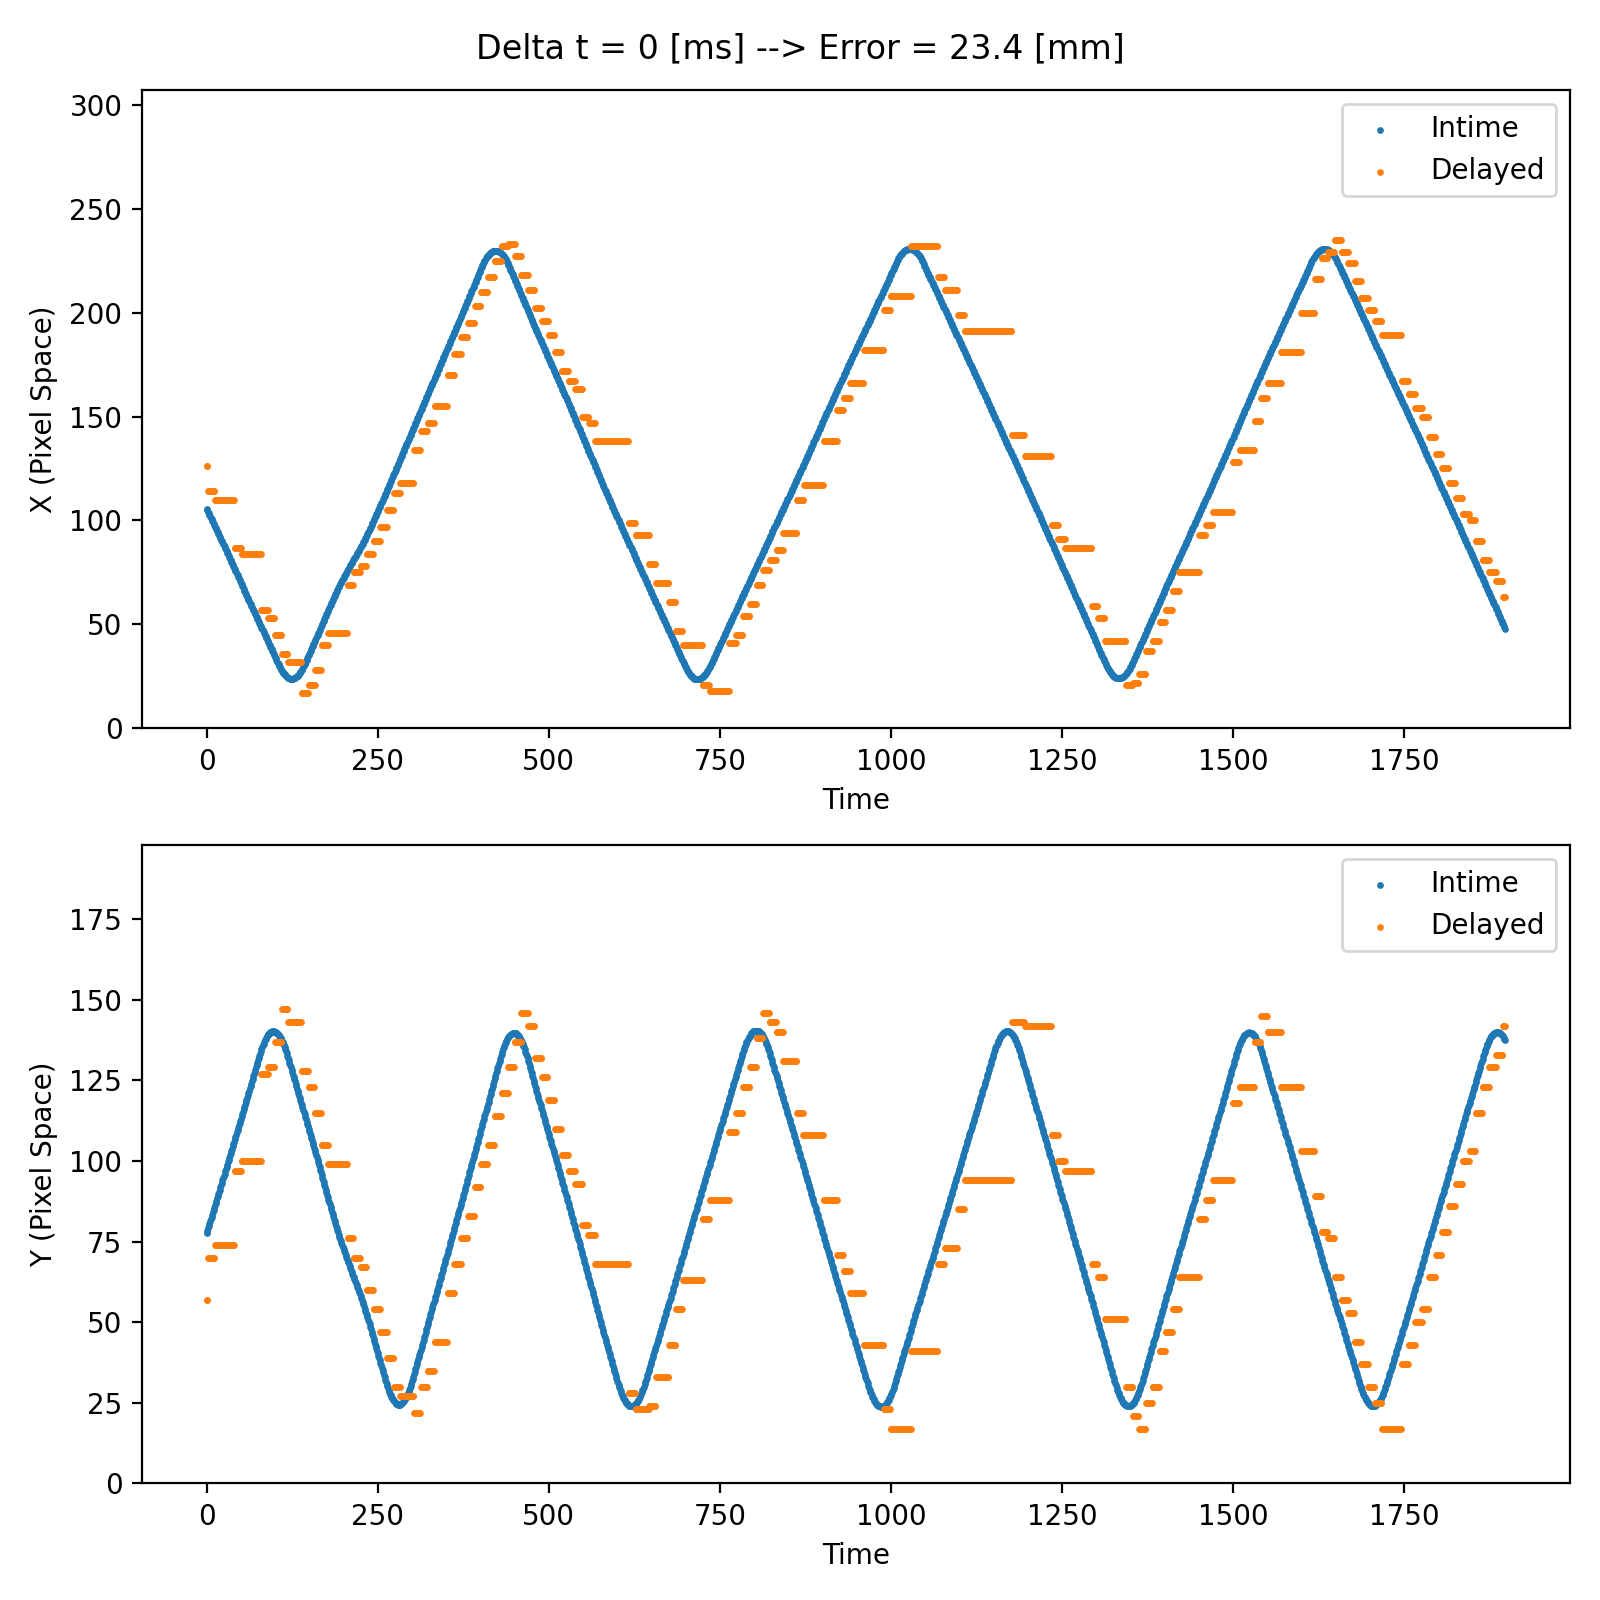 Delta t = 0 [ms] --> Error = 23.4 [mm]
300
250
200
150
100
50
0
X (Pixel Space)
Intime
Delayed
0 250 500 750 1000 1250 1500 1750
Time
175
150
125
100
75
50
25
0
Y (Pixel Space)
Intime
Delayed
0 250 500 750 1000 1250 1500 1750
Time